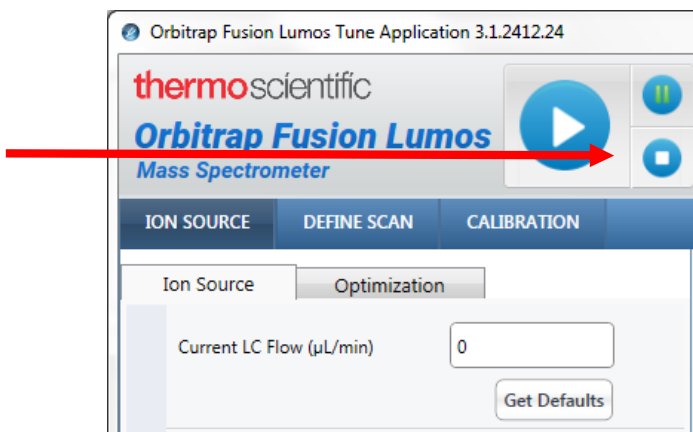 Orbitrap Fusion Lumos Tune Application 3.1.2412.24
thermoscientific
Orbitrap Fusion Lumos
Mass Spectrometer
ION SOURCE DEFINE SCAN CALIBRATION
Ion Source Optimization
Current LC Flow (µL/min) 0
Get Defaults